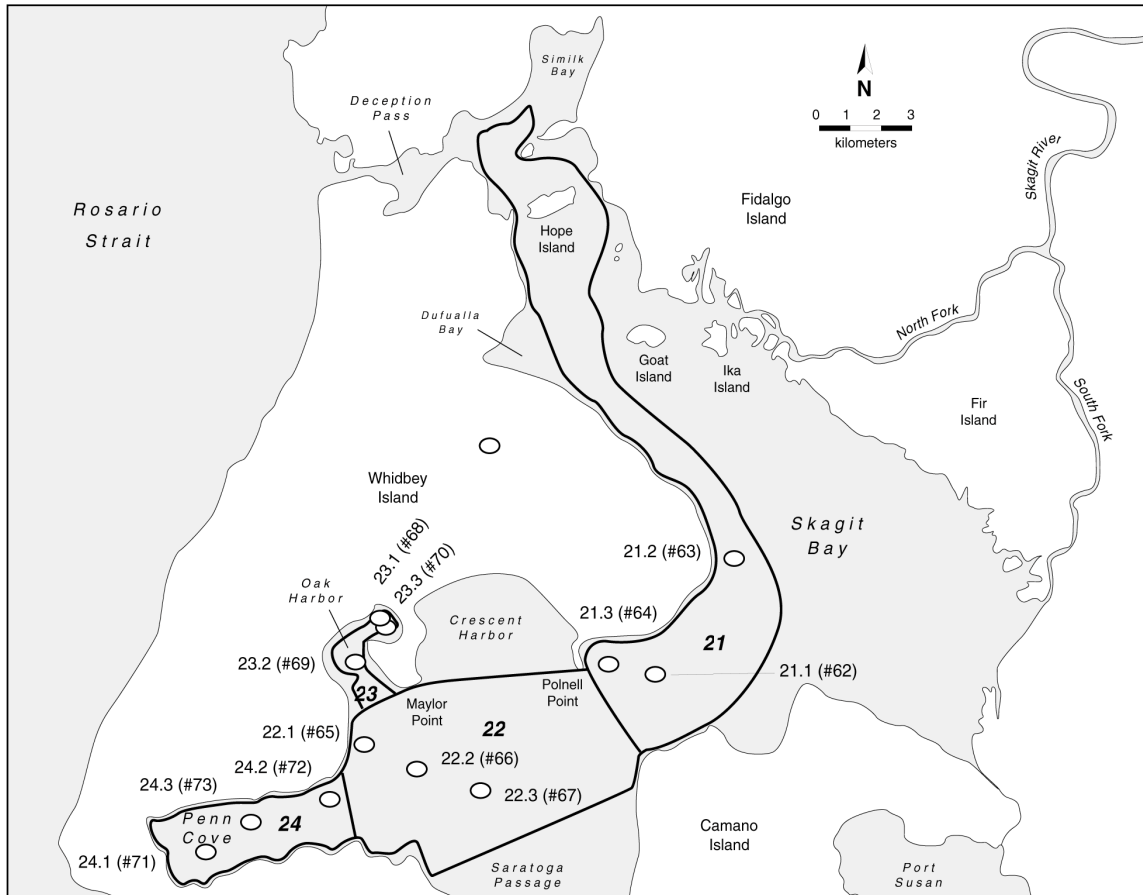 Similk
Bay
Deception
Pass
N
0 1 2 3
kilometers
Rosario
Strait
Skagit River
Fidalgo
Island
Hope
Island
Dufualla
Bay
North Fork
Goat
Island
Ika
Island
South Fork
Fir
Island
Whidbey
Island
Skagit
Bay
23.1 (#68)
23.3 (#70)
21.2 (#63)
Oak
Harbor
21.3 (#64)
Crescent
Harbor
21
23.2 (#69)
21.1 (#62)
23
Polnell
Point
Maylor
Point
22
22.1 (#65)
22.2 (#66)
24.2 (#72)
24.3 (#73)
22.3 (#67)
Penn
Cove
24
Camano
Island
24.1 (#71)
Saratoga
Passage
Port
Susan